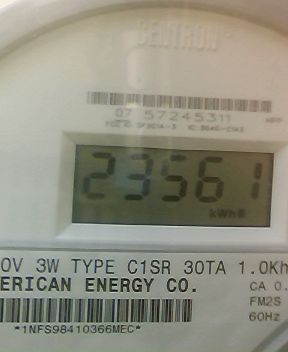 CENTRON
07 57245311
23561
kWh
0V 3W TYPE C1SR 30TA 1.0Kh
ERICAN ENERGY CO.
CA 0.
FM2S
60Hz
*1NFS98410366MEC*